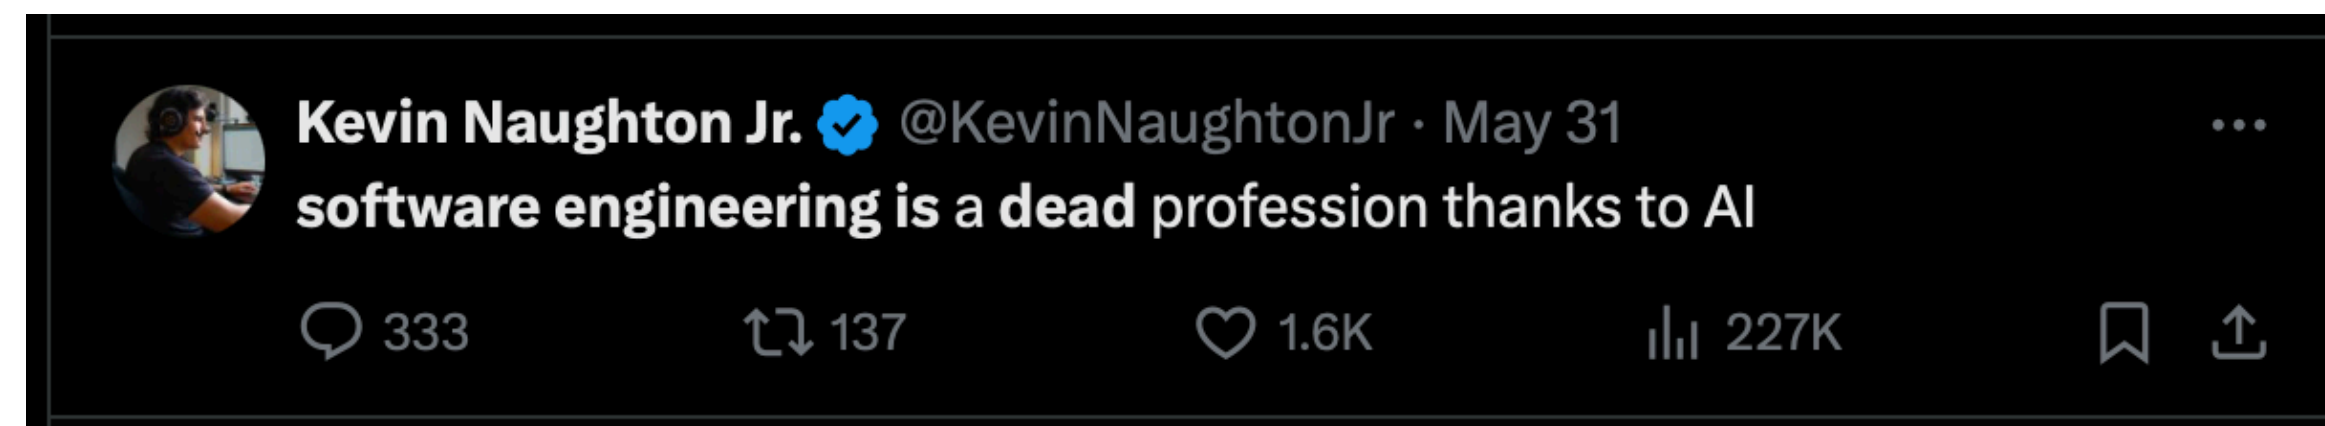 Kevin Naughton Jr. @KevinNaughtonJr · May 31
software engineering is a dead profession thanks to AI
333 137 1.6K 227K